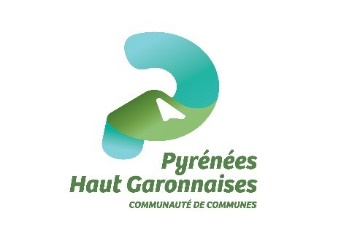 Pyrénées
Haut Garonnaises
COMMUNAUTÉ DE COMMUNES